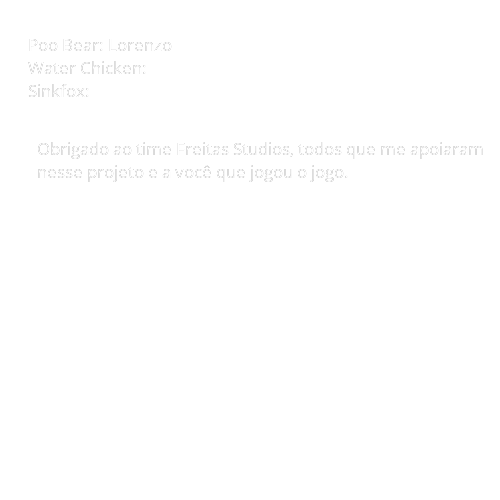 Poo Bear: Lorenzo
Water Chicken:
Sinkfox:
Obrigado ao time Freitas Studios, todos que me apoiaram
nesse projeto e a você que jogou o jogo.